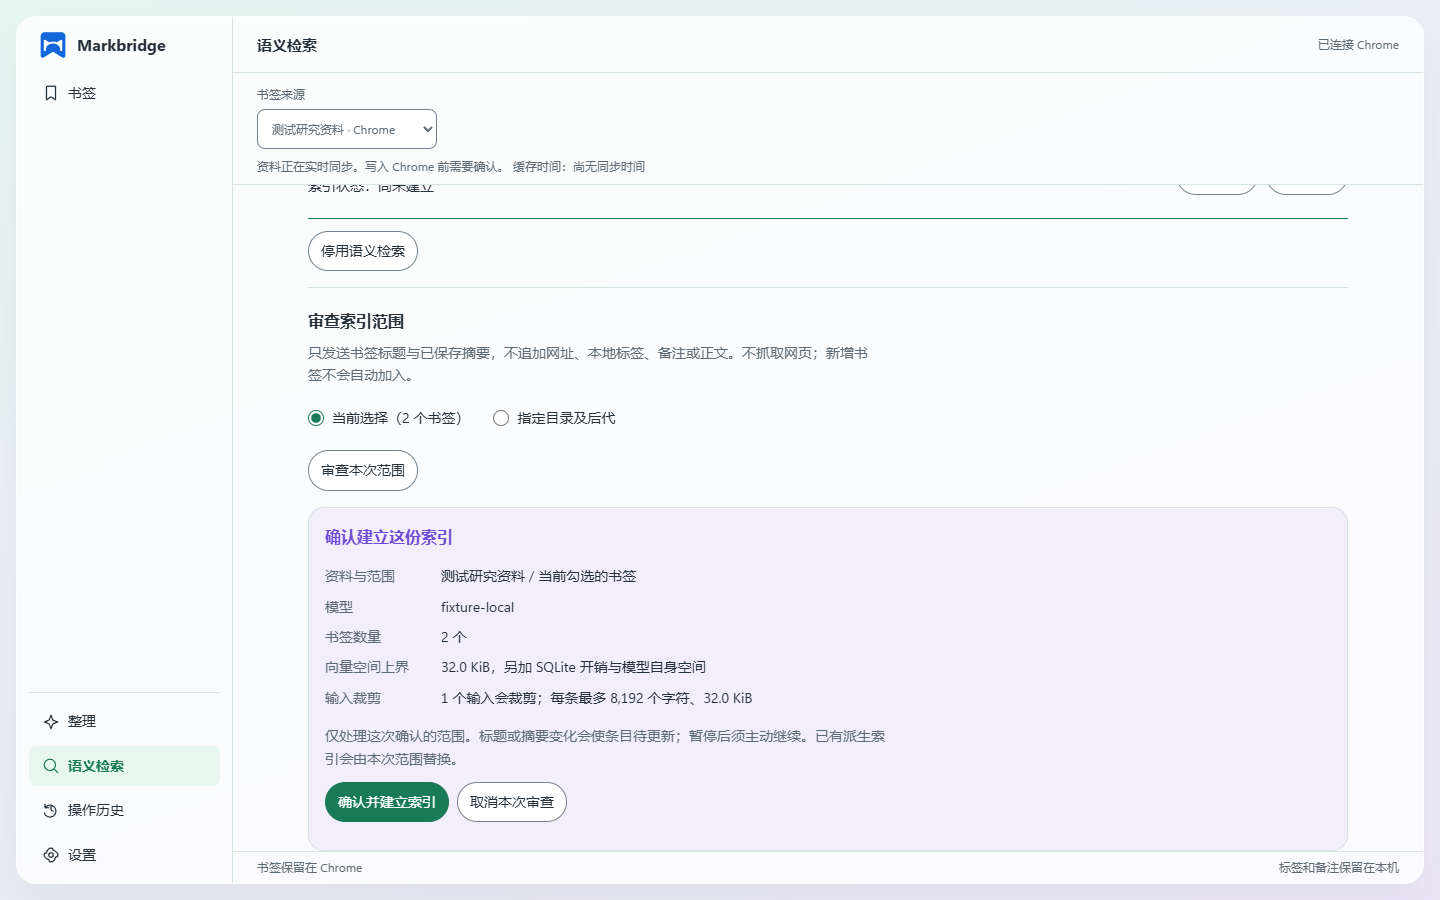 Markbridge
书签
整理
语义检索
操作历史
设置
语义检索
已连接 Chrome
书签来源
测试研究资料 · Chrome
资料正在实时同步。写入 Chrome 前需要确认。 缓存时间：尚无同步时间
索引状态：尚未建立
停用语义检索
审查索引范围
只发送书签标题与已保存摘要，不追加网址、本地标签、备注或正文。不抓取网页；新增书
签不会自动加入。
当前选择（2 个书签）
指定目录及后代
审查本次范围
确认建立这份索引
资料与范围 测试研究资料 / 当前勾选的书签
模型 fixture-local
书签数量 2 个
向量空间上界 32.0 KiB，另加 SQLite 开销与模型自身空间
输入裁剪 1 个输入会裁剪；每条最多 8,192 个字符、32.0 KiB
仅处理这次确认的范围。标题或摘要变化会使条目待更新；暂停后须主动继续。已有派生索
引会由本次范围替换。
确认并建立索引
取消本次审查
书签保留在 Chrome
标签和备注保留在本机